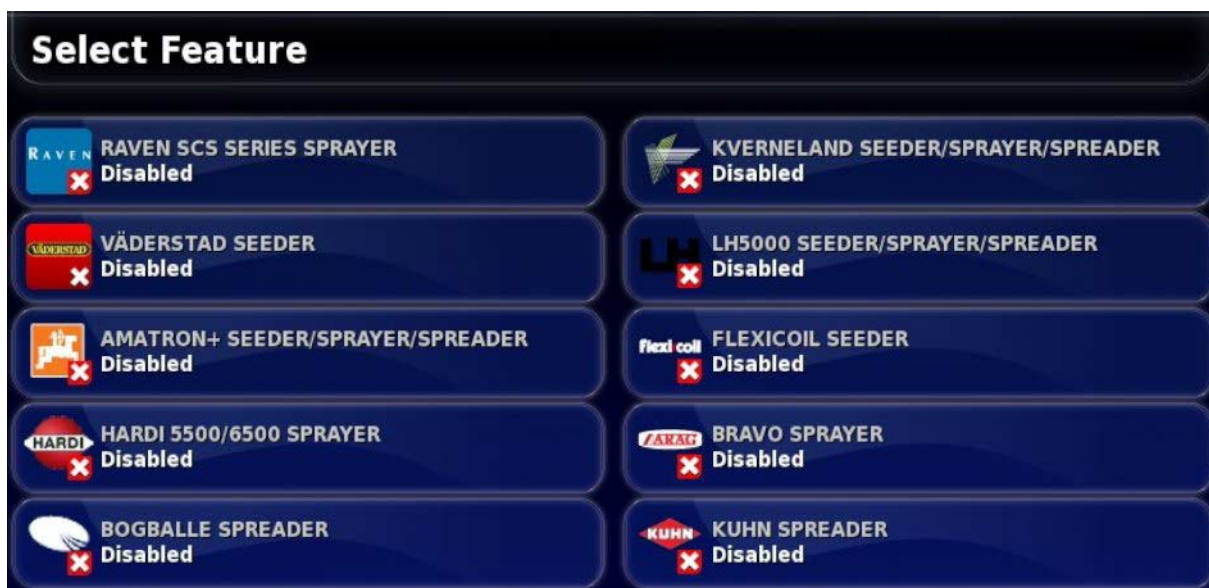 Select Feature
RAVEN
RAVEN SCS SERIES SPRAYER
Disabled
KVERNELAND SEEDER/SPRAYER/SPREADER
Disabled
VÄDERSTAD
VÄDERSTAD SEEDER
Disabled
LH
LH5000 SEEDER/SPRAYER/SPREADER
Disabled
AMATRON+ SEEDER/SPRAYER/SPREADER
Disabled
flexi coil
FLEXICOIL SEEDER
Disabled
HARDI
HARDI 5500/6500 SPRAYER
Disabled
ARAG
BRAVO SPRAYER
Disabled
BOGBALLE SPREADER
Disabled
KUHN
KUHN SPREADER
Disabled